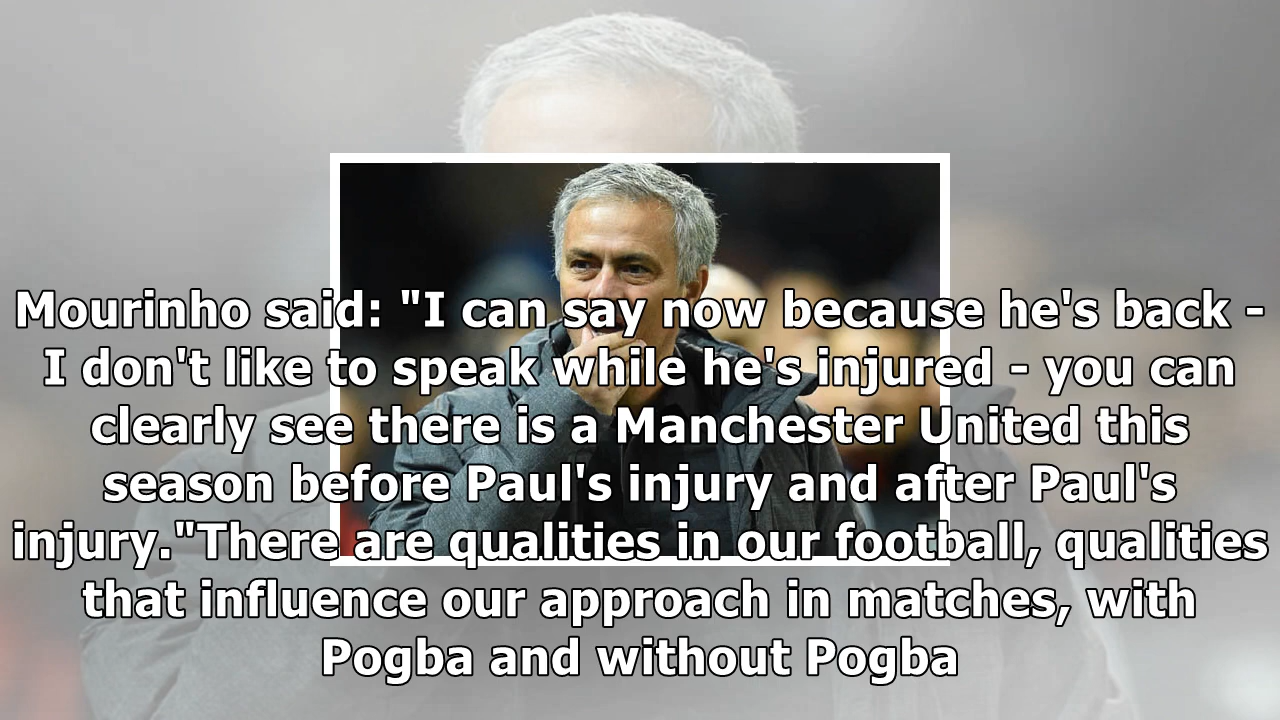 Mourinho said: "I can say now because he's back -
I don't like to speak while he's injured - you can
clearly see there is a Manchester United this
season before Paul's injury and after Paul's
injury."There are qualities in our football, qualities
that influence our approach in matches, with
Pogba and without Pogba